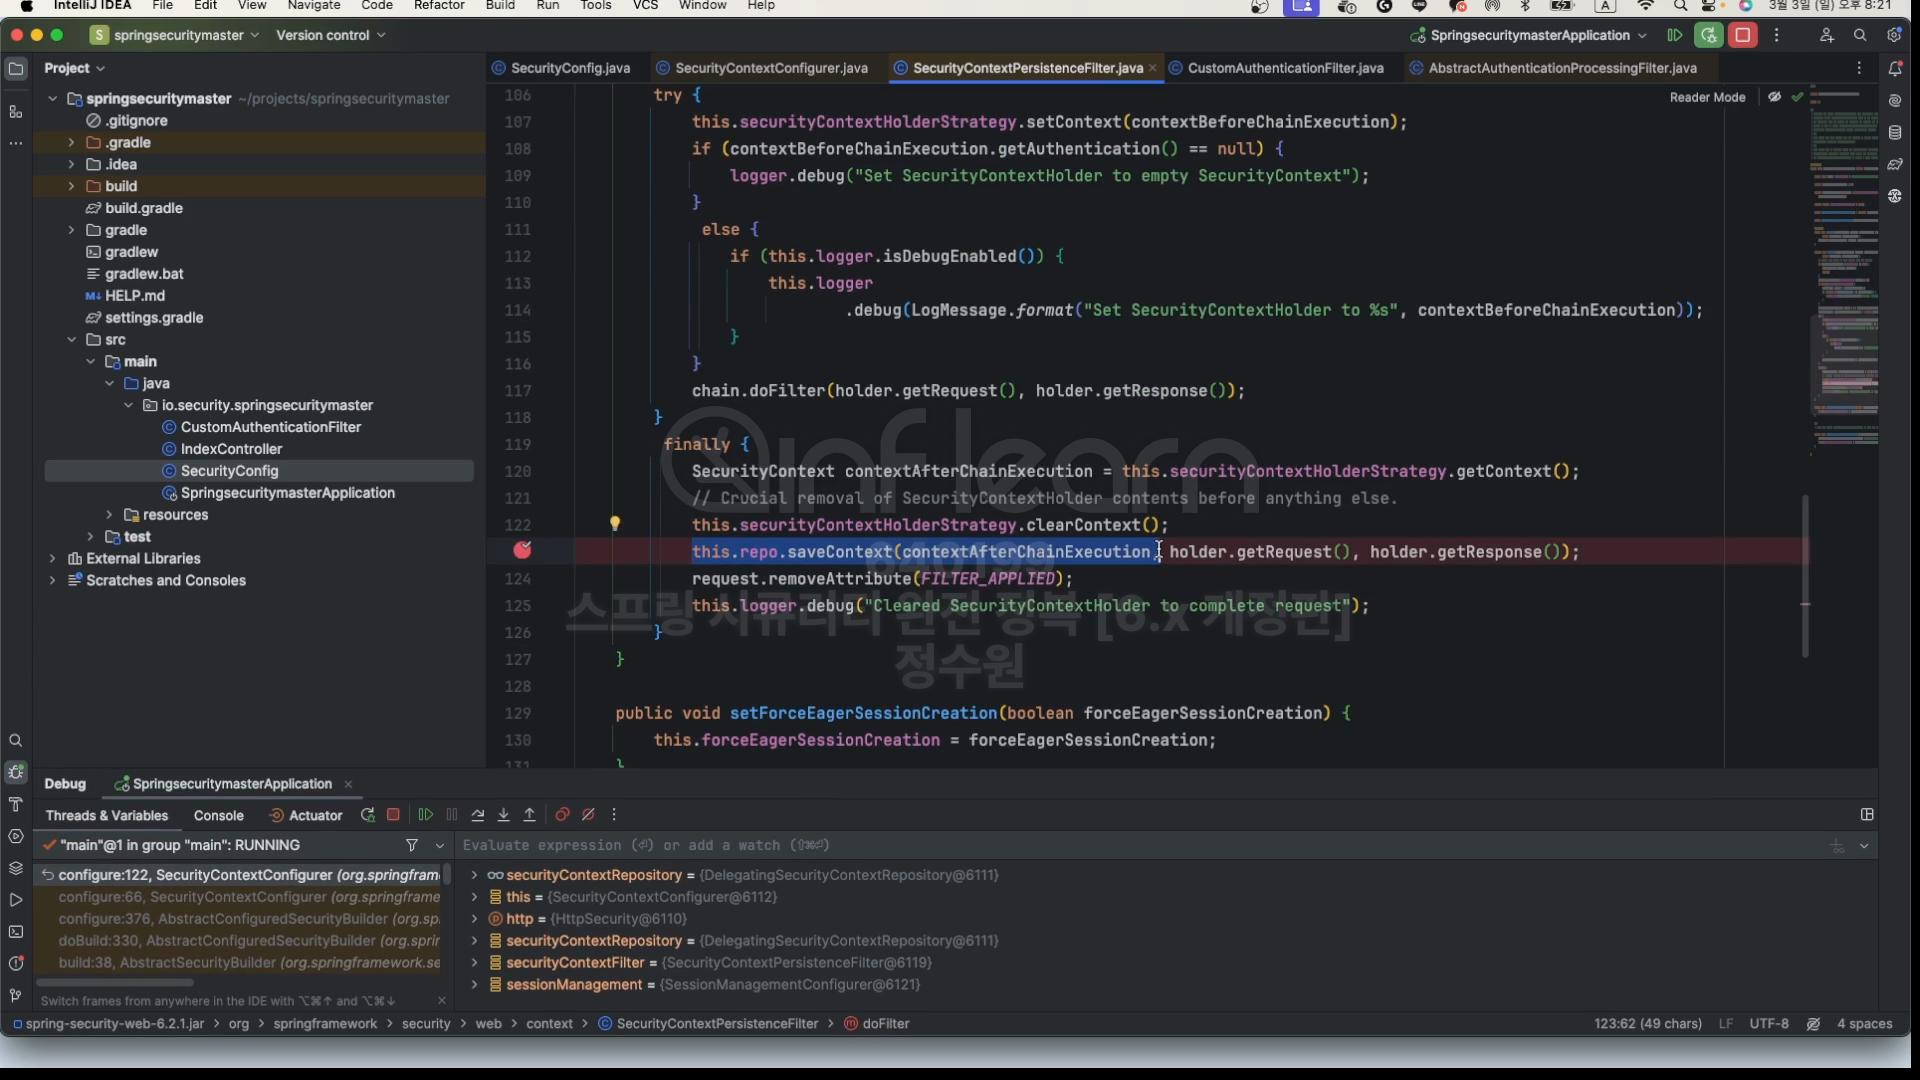 IntelliJ IDEA File Edit View Navigate Code Refactor Build Run Tools VCS Window Help A 3월 3일 (일) 오후 8:21
S springsecuritymaster Version control SpringsecuritymasterApplication
Project SecurityConfig.java SecurityContextConfigurer.java SecurityContextPersistenceFilter.java CustomAuthenticationFilter.java AbstractAuthenticationProcessingFilter.java
Reader Mode
springsecuritymaster ~/projects/springsecuritymaster
.gitignore
.gradle
.idea
build
build.gradle
gradle
gradlew
gradlew.bat
HELP.md
settings.gradle
src
main
java
io.security.springsecuritymaster
CustomAuthenticationFilter
IndexController
SecurityConfig
SpringsecuritymasterApplication
resources
test
External Libraries
Scratches and Consoles
106 try {
107 this.securityContextHolderStrategy.setContext(contextBeforeChainExecution);
108 if (contextBeforeChainExecution.getAuthentication() == null) {
109 logger.debug("Set SecurityContextHolder to empty SecurityContext");
110 }
111 else {
112 if (this.logger.isDebugEnabled()) {
113 this.logger
114 .debug(LogMessage.format("Set SecurityContextHolder to %s", contextBeforeChainExecution));
115 }
116 }
117 chain.doFilter(holder.getRequest(), holder.getResponse());
118 }
119 finally {
120 SecurityContext contextAfterChainExecution = this.securityContextHolderStrategy.getContext();
121 // Crucial removal of SecurityContextHolder contents before anything else.
122 this.securityContextHolderStrategy.clearContext();
this.repo.saveContext(contextAfterChainExecution, holder.getRequest(), holder.getResponse());
124 request.removeAttribute(FILTER_APPLIED);
125 this.logger.debug("Cleared SecurityContextHolder to complete request");
126 }
127 }
128
129 public void setForceEagerSessionCreation(boolean forceEagerSessionCreation) {
130 this.forceEagerSessionCreation = forceEagerSessionCreation;
131 }
inflearn
640199
스프링 시큐리티 완전 정복 [6.x 개정판]
정수원
Debug SpringsecuritymasterApplication
Threads & Variables Console Actuator
"main"@1 in group "main": RUNNING
Evaluate expression (⏎) or add a watch (⇧⌘⏎)
configure:122, SecurityContextConfigurer (org.springfram
configure:66, SecurityContextConfigurer (org.springframe
configure:376, AbstractConfiguredSecurityBuilder (org.sprir
doBuild:330, AbstractConfiguredSecurityBuilder (org.sprir
build:38, AbstractSecurityBuilder (org.springframework.se
Switch frames from anywhere in the IDE with ⌥⌘↑ and ⌥⌘↓
securityContextRepository = {DelegatingSecurityContextRepository@6111}
this = {SecurityContextConfigurer@6112}
http = {HttpSecurity@6110}
securityContextRepository = {DelegatingSecurityContextRepository@6111}
securityContextFilter = {SecurityContextPersistenceFilter@6119}
sessionManagement = {SessionManagementConfigurer@6121}
spring-security-web-6.2.1.jar > org > springframework > security > web > context > SecurityContextPersistenceFilter > doFilter 123:62 (49 chars) LF UTF-8 4 spaces